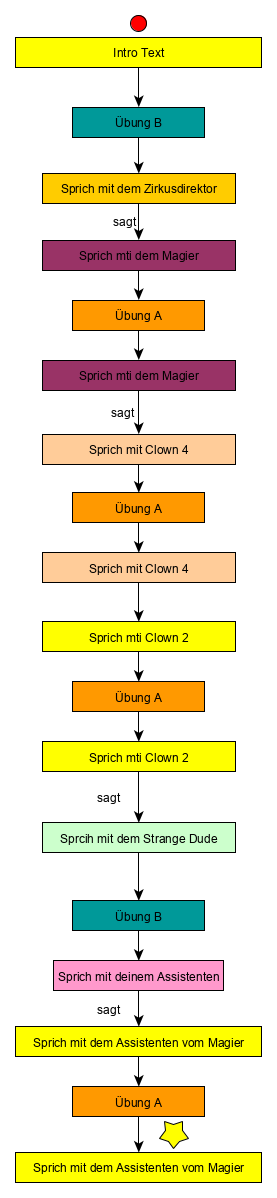 Intro Text
Übung B
Sprich mit dem Zirkusdirektor
sagt
Sprich mti dem Magier
Übung A
Sprich mti dem Magier
sagt
Sprich mit Clown 4
Übung A
Sprich mit Clown 4
Sprich mti Clown 2
Übung A
Sprich mti Clown 2
sagt
Sprcih mit dem Strange Dude
Übung B
Sprich mit deinem Assistenten
sagt
Sprich mit dem Assistenten vom Magier
Übung A
Sprich mit dem Assistenten vom Magier